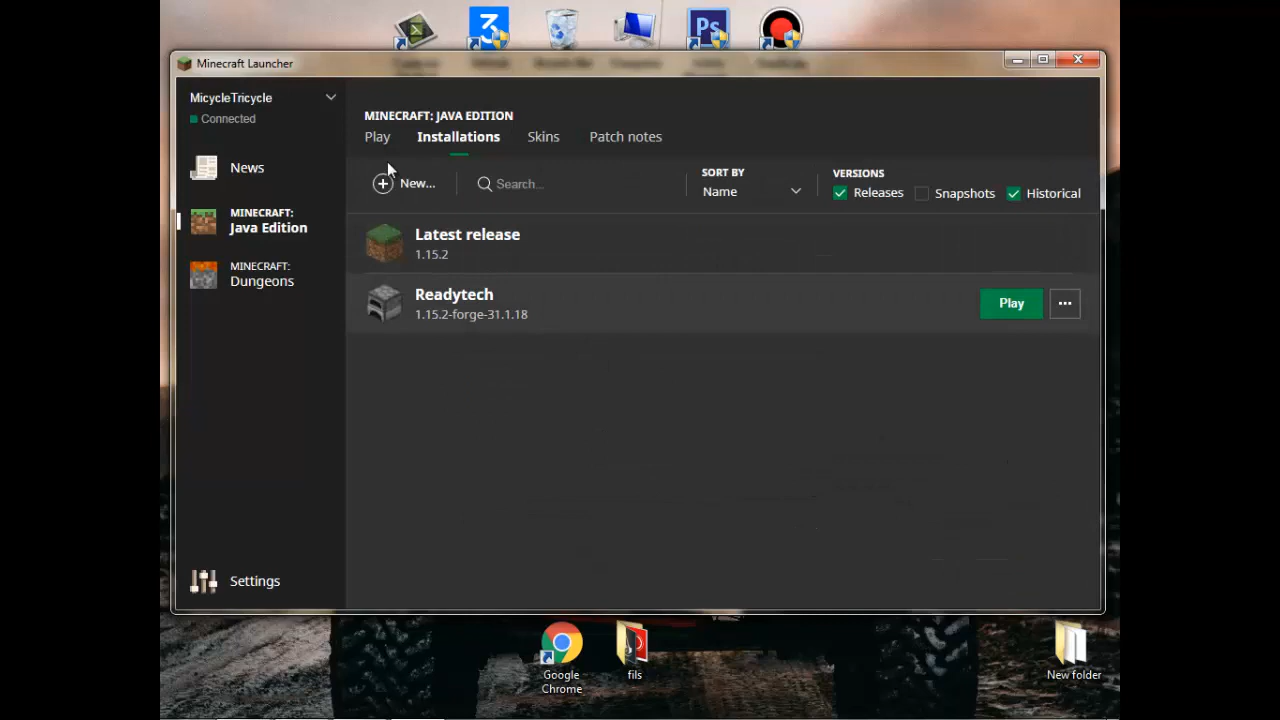 3
Ps
Minecraft Launcher
MicycleTricycle
Connected
News
MINECRAFT:
Java Edition
MINECRAFT:
Dungeons
Settings
MINECRAFT: JAVA EDITION
Play Installations Skins Patch notes
New... Search...
SORT BY
Name
VERSIONS
Releases Snapshots Historical
Latest release
1.15.2
Readytech
1.15.2-forge-31.1.18
Play
Google
Chrome
fils
New folder